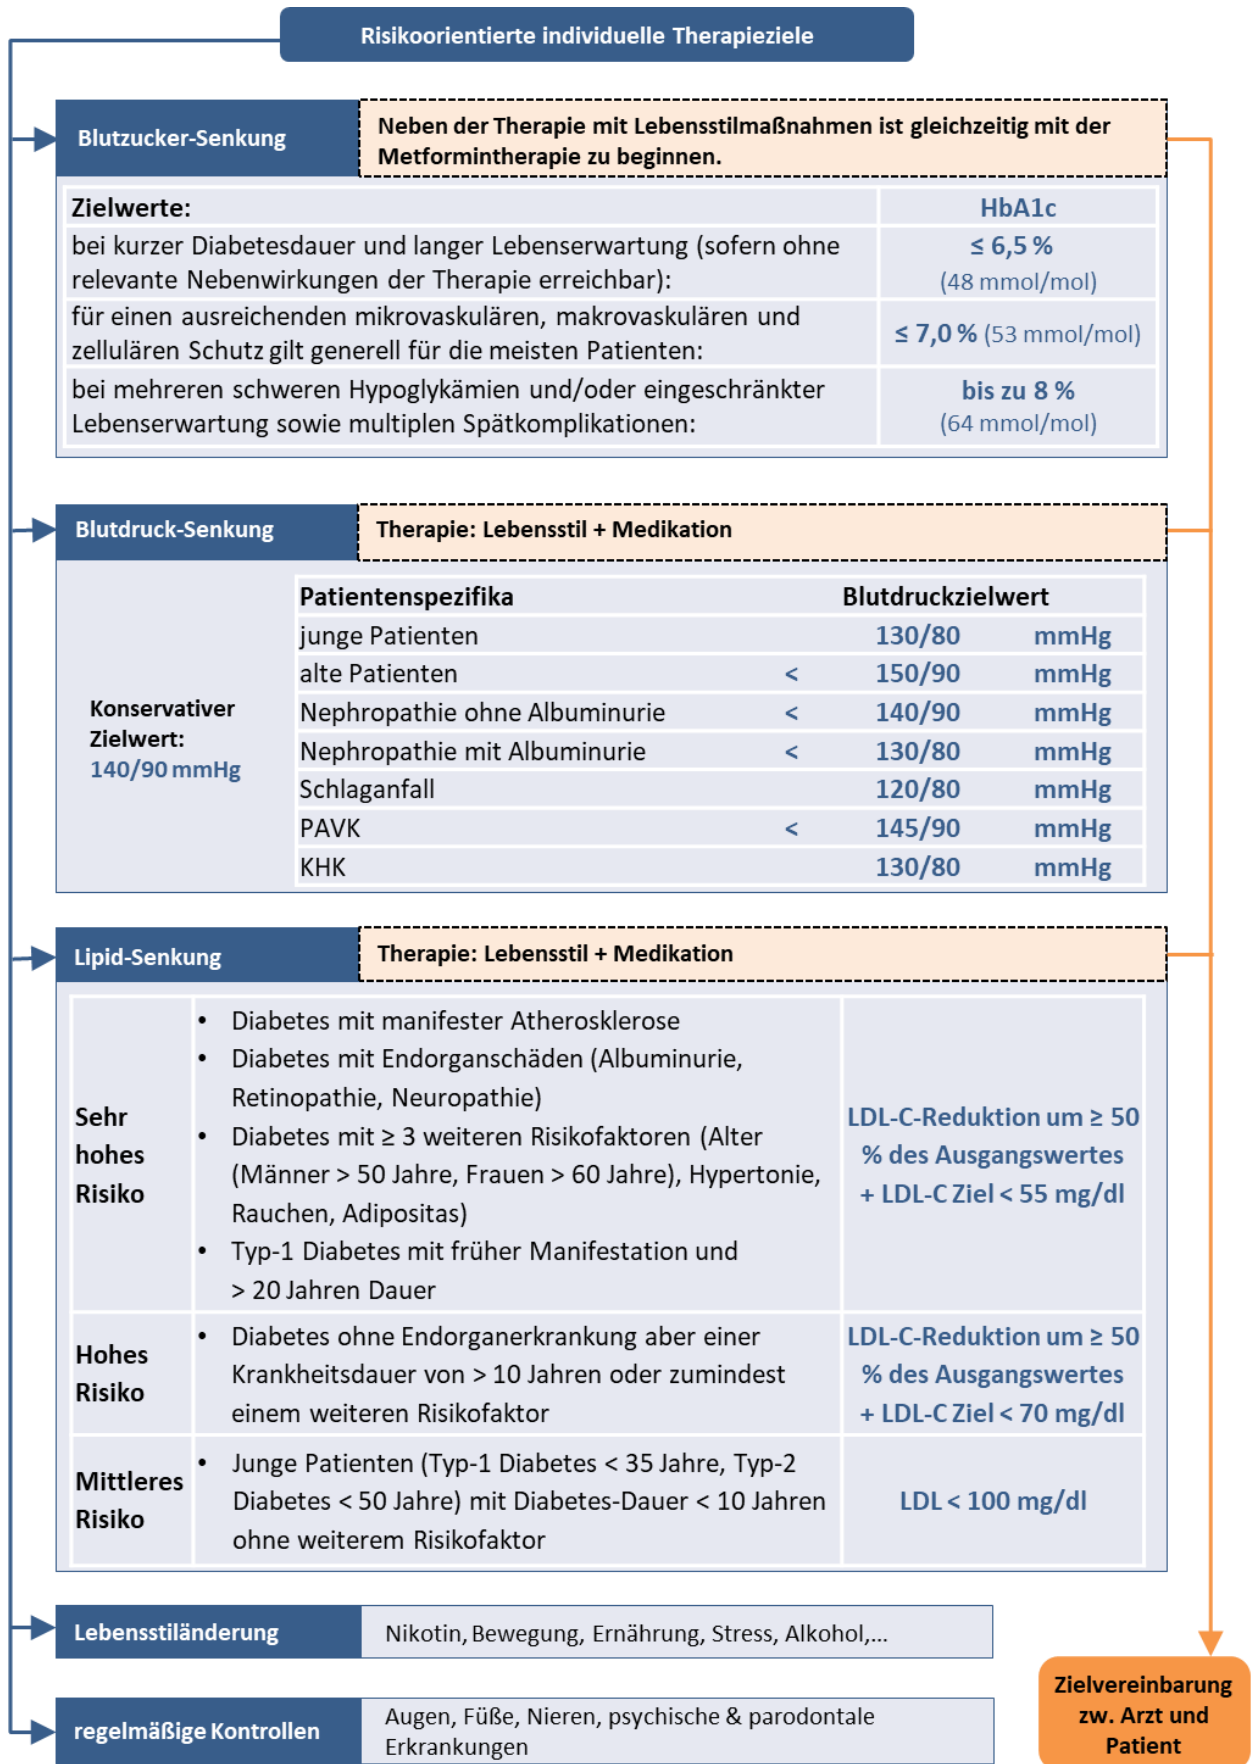 Risikoorientierte individuelle Therapieziele
Blutzucker-Senkung
Neben der Therapie mit Lebensstilmaßnahmen ist gleichzeitig mit der
Metformintherapie zu beginnen.
Zielwerte: HbA1c
bei kurzer Diabetesdauer und langer Lebenserwartung (sofern ohne
relevante Nebenwirkungen der Therapie erreichbar):
≤ 6,5 %
(48 mmol/mol)
für einen ausreichenden mikrovaskulären, makrovaskulären und
zellulären Schutz gilt generell für die meisten Patienten:
≤ 7,0 % (53 mmol/mol)
bei mehreren schweren Hypoglykämien und/oder eingeschränkter
Lebenserwartung sowie multiplen Spätkomplikationen:
bis zu 8 %
(64 mmol/mol)
Blutdruck-Senkung
Therapie: Lebensstil + Medikation
Konservativer
Zielwert:
140/90 mmHg
Patientenspezifika Blutdruckzielwert
junge Patienten 130/80 mmHg
alte Patienten < 150/90 mmHg
Nephropathie ohne Albuminurie < 140/90 mmHg
Nephropathie mit Albuminurie < 130/80 mmHg
Schlaganfall 120/80 mmHg
PAVK < 145/90 mmHg
KHK 130/80 mmHg
Lipid-Senkung
Therapie: Lebensstil + Medikation
Sehr
hohes
Risiko
• Diabetes mit manifester Atherosklerose
• Diabetes mit Endorganschäden (Albuminurie,
Retinopathie, Neuropathie)
• Diabetes mit ≥ 3 weiteren Risikofaktoren (Alter
(Männer > 50 Jahre, Frauen > 60 Jahre), Hypertonie,
Rauchen, Adipositas)
• Typ-1 Diabetes mit früher Manifestation und
> 20 Jahren Dauer
LDL-C-Reduktion um ≥ 50
% des Ausgangswertes
+ LDL-C Ziel < 55 mg/dl
Hohes
Risiko
• Diabetes ohne Endorganerkrankung aber einer
Krankheitsdauer von > 10 Jahren oder zumindest
einem weiteren Risikofaktor
LDL-C-Reduktion um ≥ 50
% des Ausgangswertes
+ LDL-C Ziel < 70 mg/dl
Mittleres
Risiko
• Junge Patienten (Typ-1 Diabetes < 35 Jahre, Typ-2
Diabetes < 50 Jahre) mit Diabetes-Dauer < 10 Jahren
ohne weiterem Risikofaktor
LDL < 100 mg/dl
Lebensstiländerung
Nikotin, Bewegung, Ernährung, Stress, Alkohol,...
regelmäßige Kontrollen
Augen, Füße, Nieren, psychische & parodontale
Erkrankungen
Zielvereinbarung
zw. Arzt und
Patient